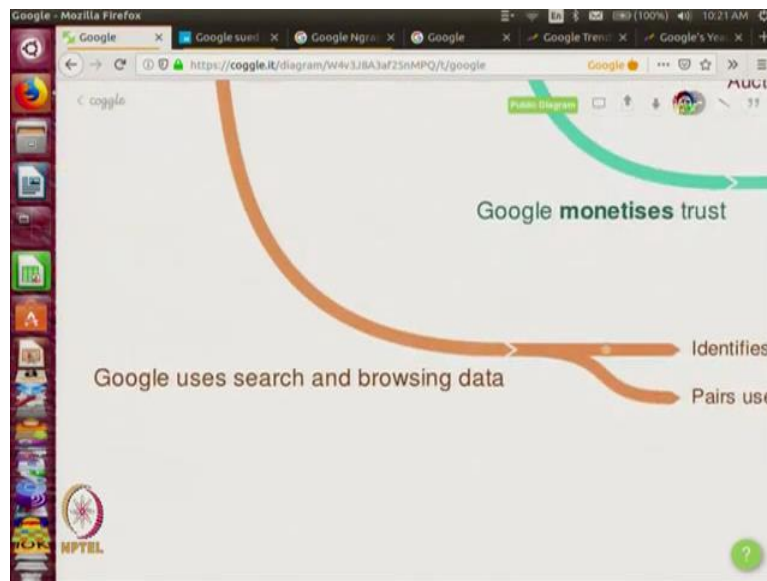 Google - Mozilla Firefox
En
(100%)
10:21 AM
Google
Google sued
Google Ngra
Google
Google Trend
Google's Yea
https://coggle.it/diagram/W4v3J8A3af2SnMPQ/t/google
Google
coggle
Public Diagram
Auct
Google monetises trust
Identifies
Google uses search and browsing data
Pairs use
NPTEL
?